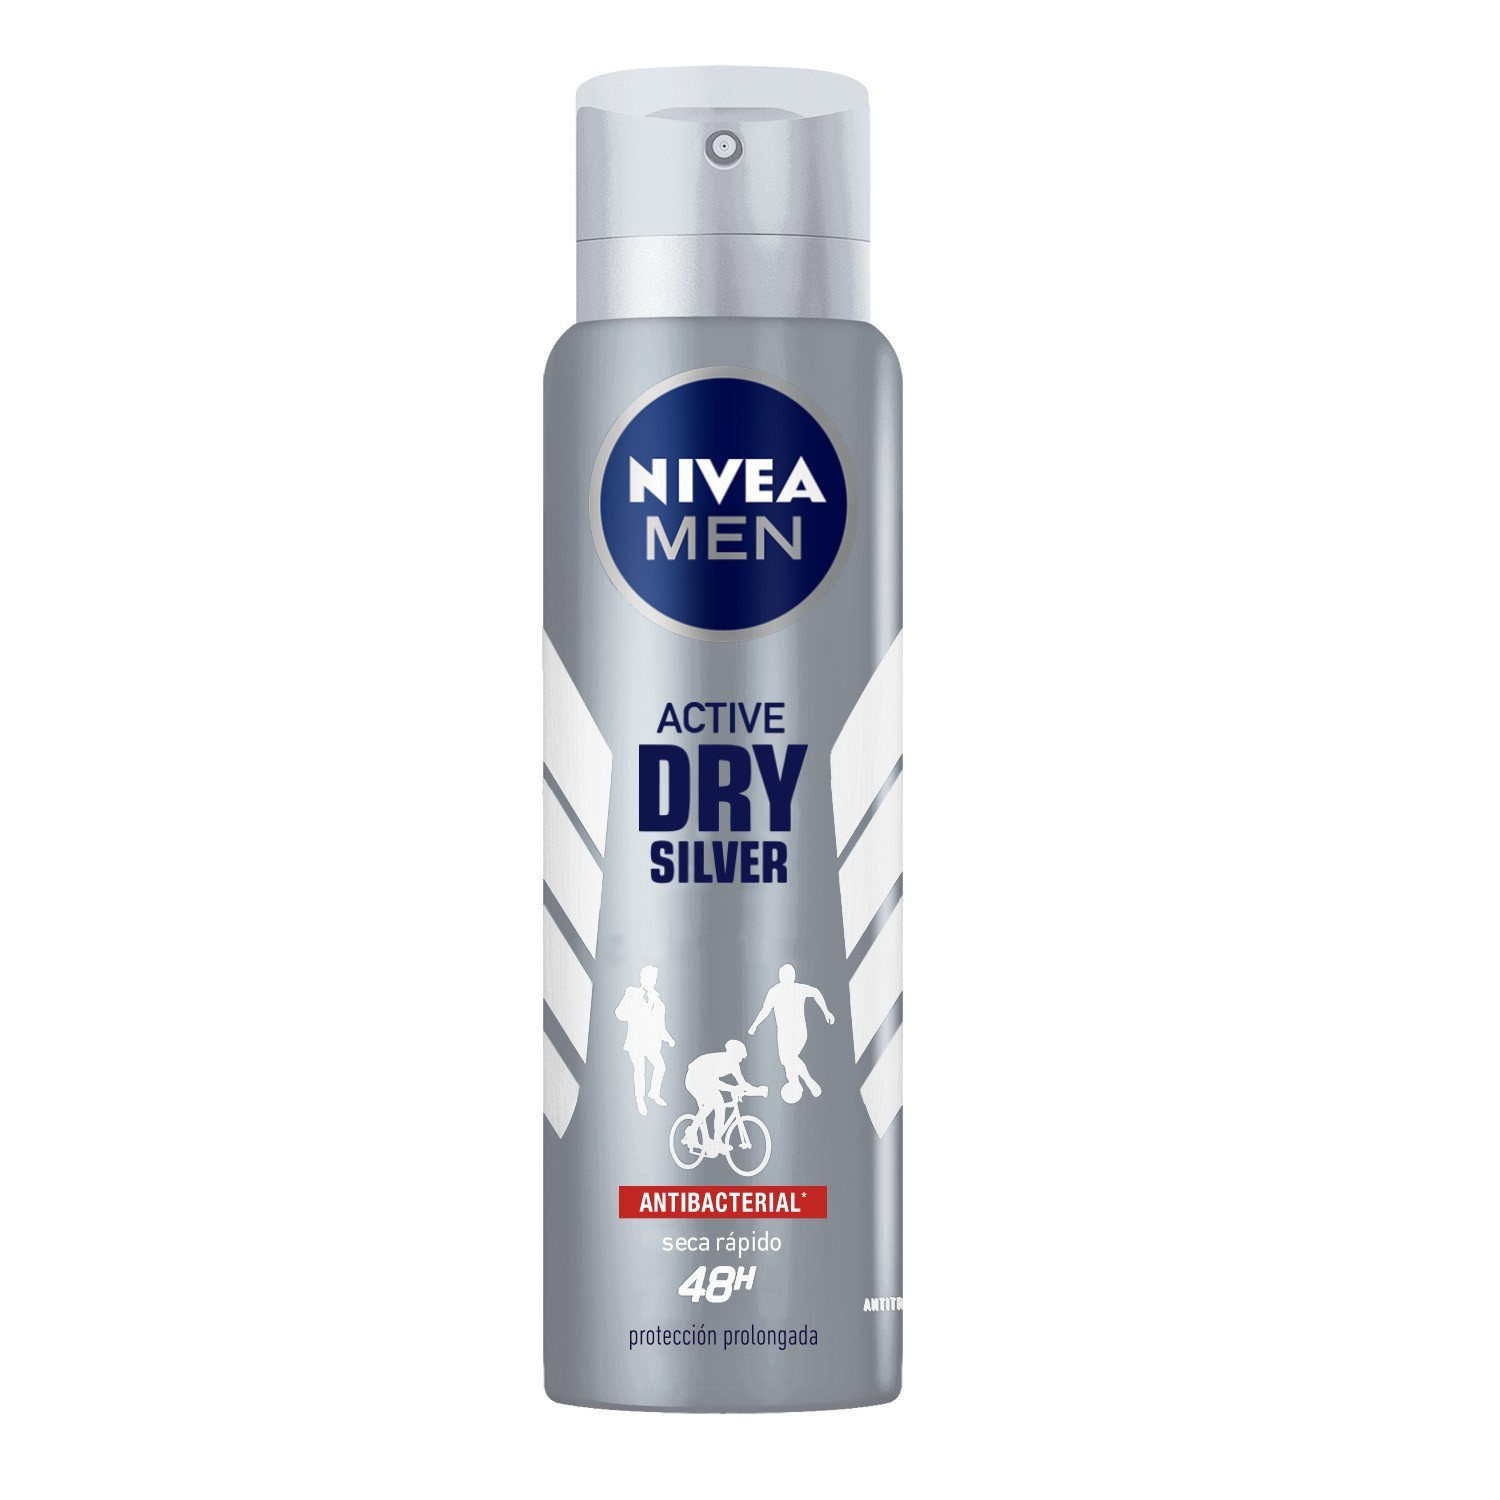 NIVEA
MEN
ACTIVE
DRY
SILVER
ANTIBACTERIAL*
seca rápido
48H
protección prolongada